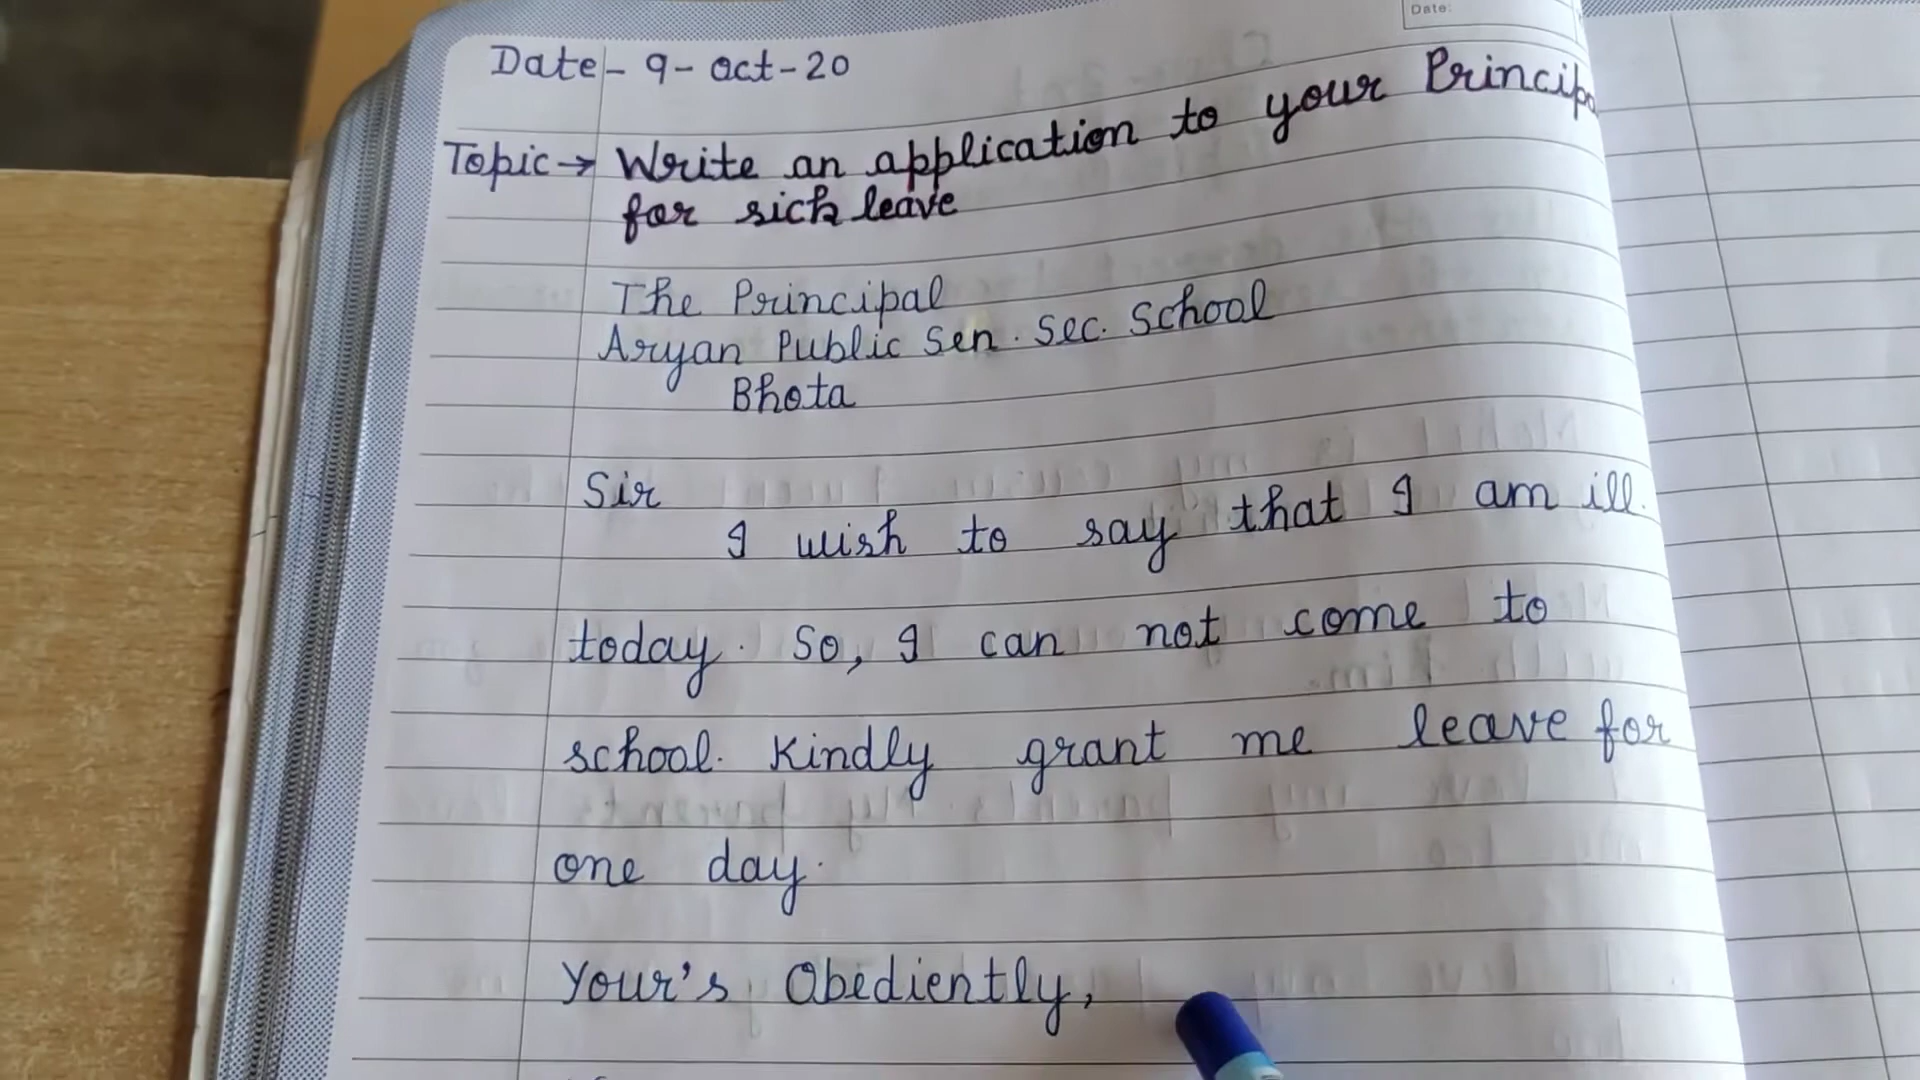 Date:
Date - 9 - oct - 20
Topic → Write an application to your Princip
for sick leave
The Principal
Aryan Public Sen. Sec. School
Bhota
Sir
I wish to say that I am ill.
today. So, I can not come to
school. Kindly grant me leave for
one day.
Your's Obediently,